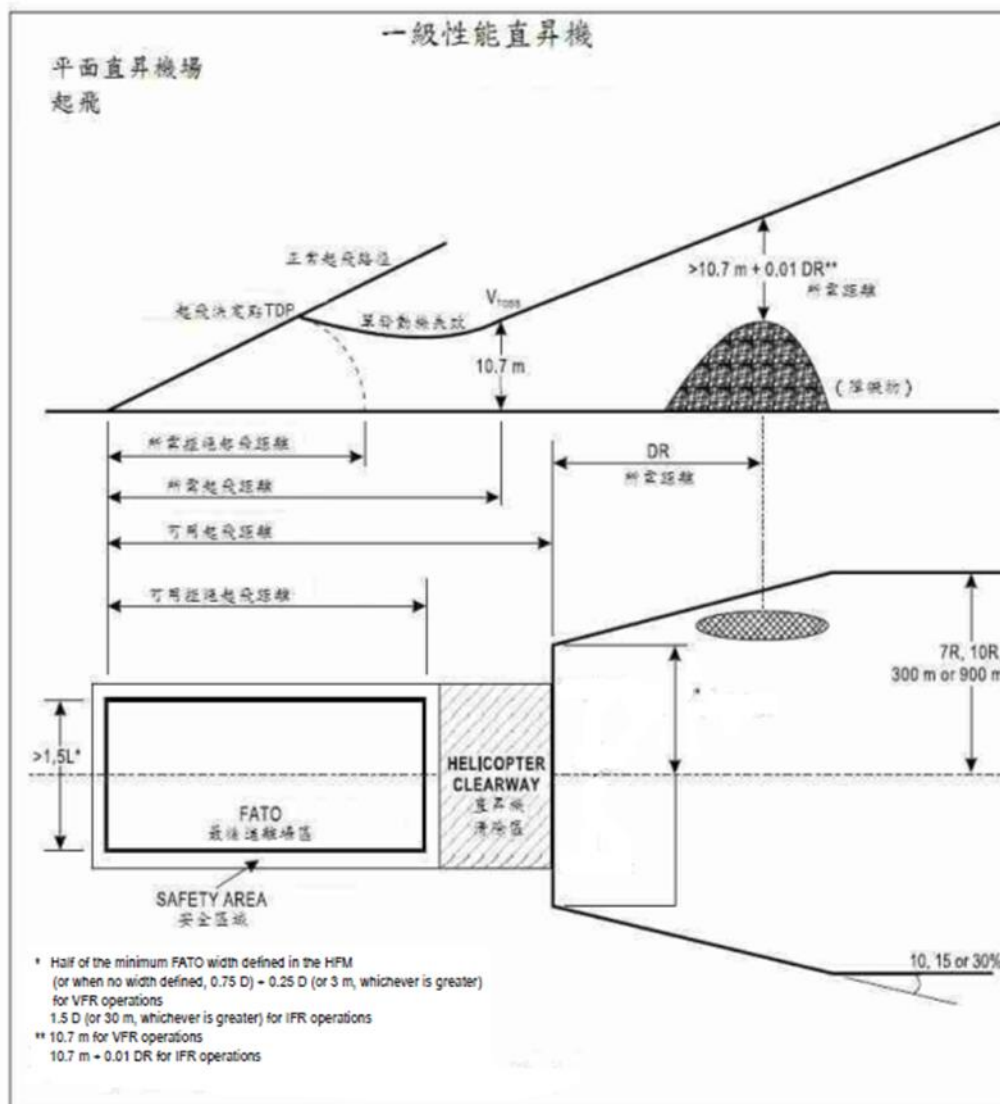 一級性能直昇機
平面直昇機場
起飛
正常起飛路徑
起飛決定點TDP
單發動機失效
VTOSS
10.7 m
>10.7 m + 0.01 DR**
所需距離
(障礙物)
所需拒絕起飛距離
所需起飛距離
可用起飛距離
可用拒絕起飛距離
DR
所需距離
7R, 10R
300 m or 900 m
*
>1,5L*
HELICOPTER
CLEARWAY
直昇機
清除區
FATO
最後進離場區
SAFETY AREA
安全區域
10, 15 or 30%
* Half of the minimum FATO width defined in the HFM
(or when no width defined, 0.75 D) + 0.25 D (or 3 m, whichever is greater)
for VFR operations
1.5 D (or 30 m, whichever is greater) for IFR operations
** 10.7 m for VFR operations
10.7 m + 0.01 DR for IFR operations